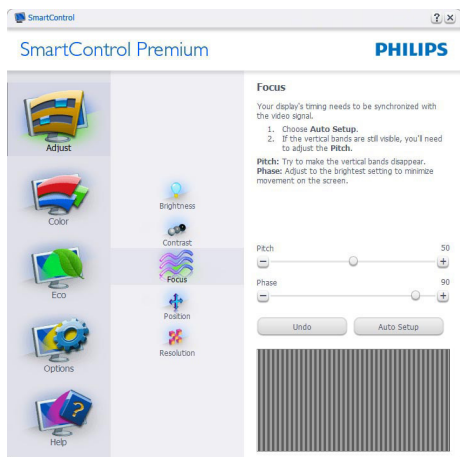 SmartControl
? x
SmartControl Premium
PHILIPS
Adjust
Color
Eco
Options
Help
?
Brightness
Contrast
Focus
Position
Resolution
Focus
Your display's timing needs to be synchronized with
the video signal.
1. Choose Auto Setup.
2. If the vertical bands are still visible, you'll need
to adjust the Pitch.
Pitch: Try to make the vertical bands disappear.
Phase: Adjust to the brightest setting to minimize
movement on the screen.
Pitch 50
− +
Phase 90
− +
Undo Auto Setup